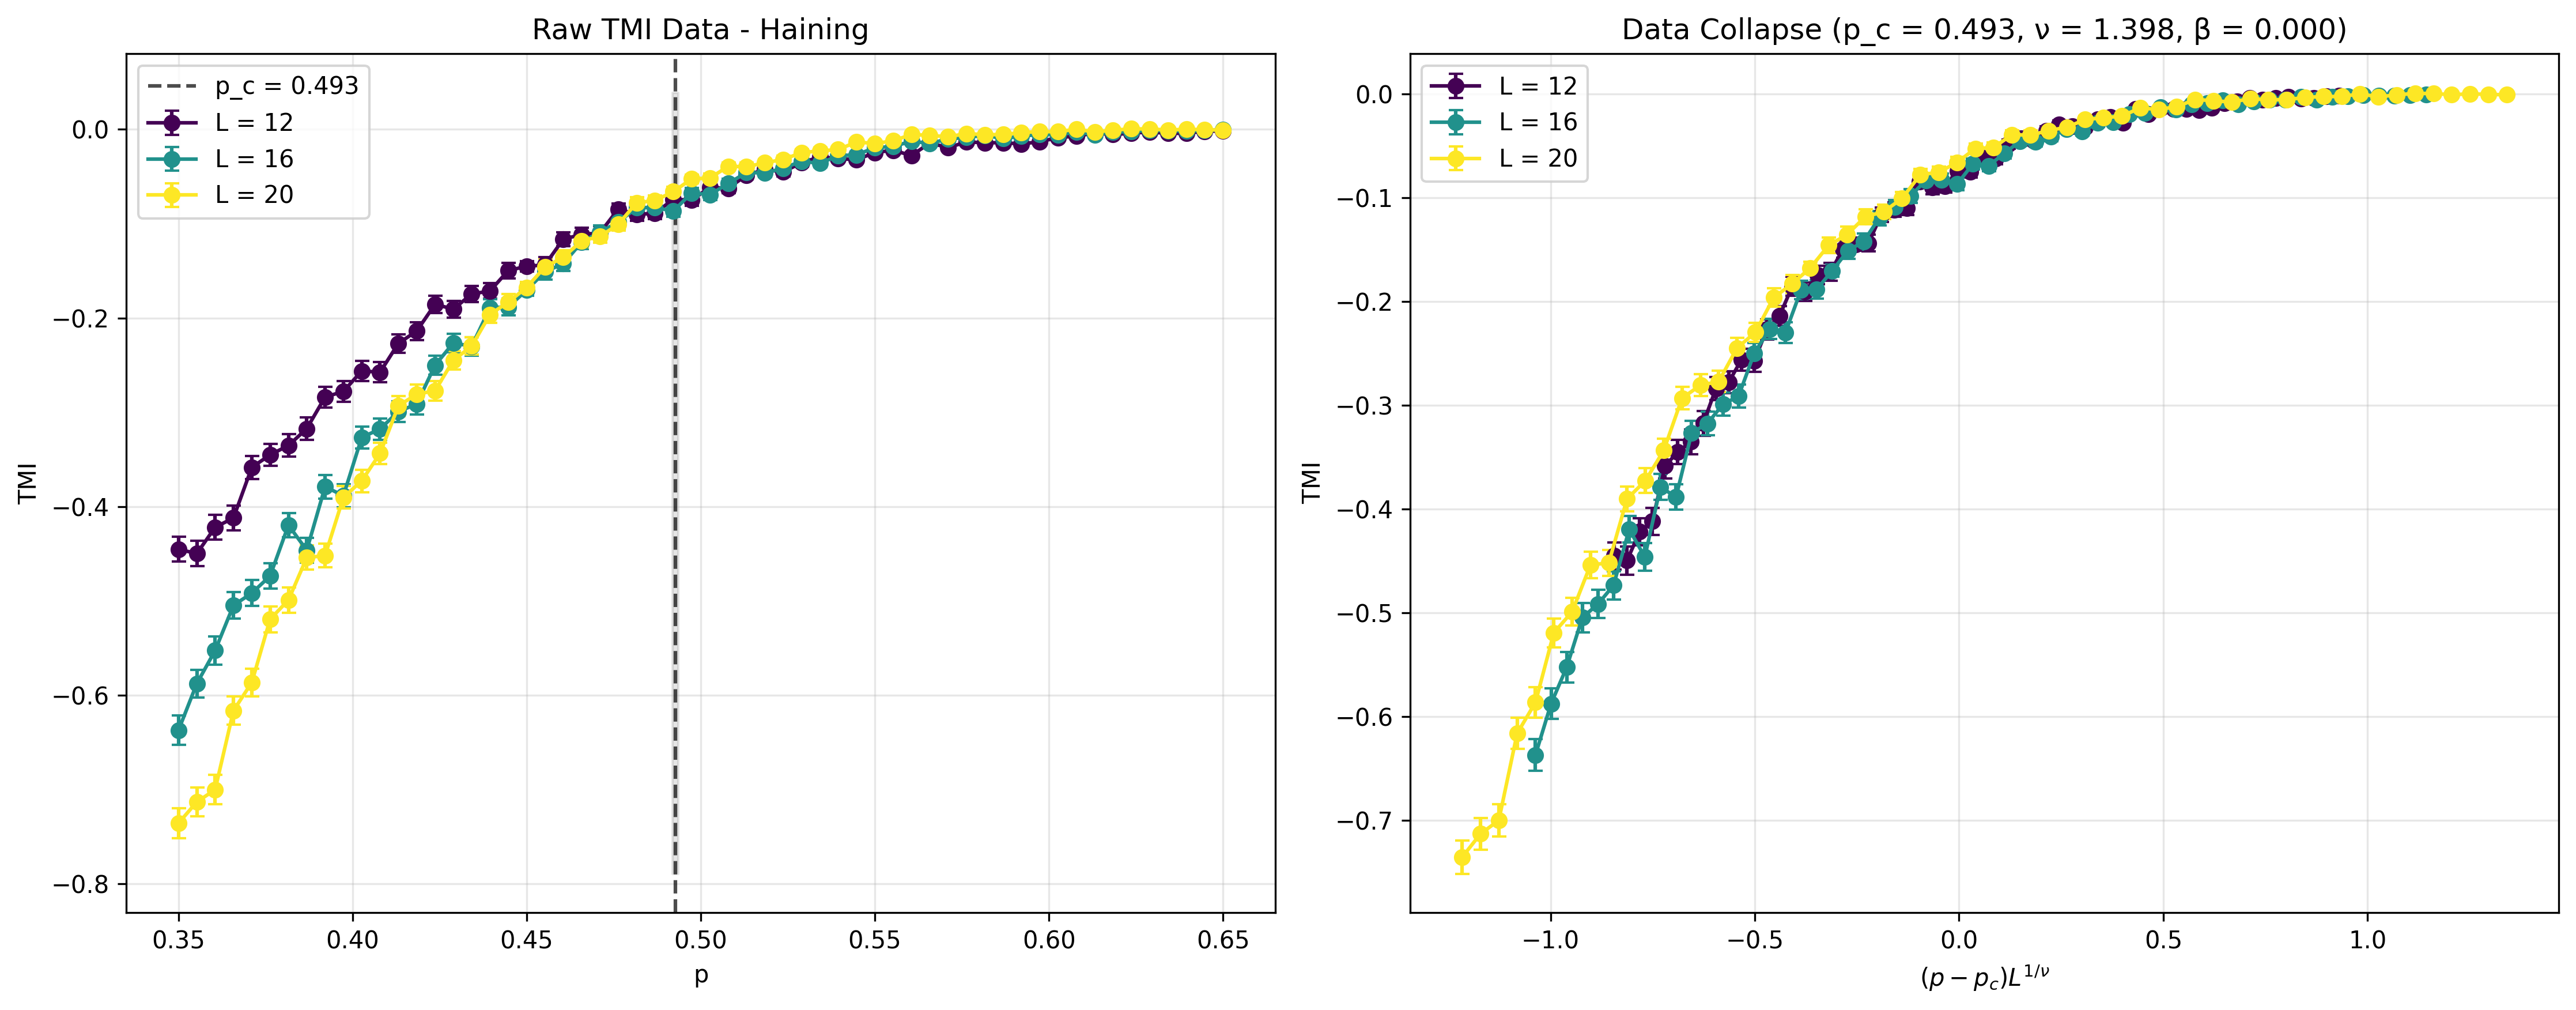 Raw TMI Data - Haining
p_c = 0.493
L = 12
L = 16
L = 20
TMI
0.0
−0.2
−0.4
−0.6
−0.8
0.35 0.40 0.45 0.50 0.55 0.60 0.65
p
Data Collapse (p_c = 0.493, ν = 1.398, β = 0.000)
L = 12
L = 16
L = 20
TMI
0.0
−0.1
−0.2
−0.3
−0.4
−0.5
−0.6
−0.7
−1.0 −0.5 0.0 0.5 1.0
(p − p_c)L^{1/ν}